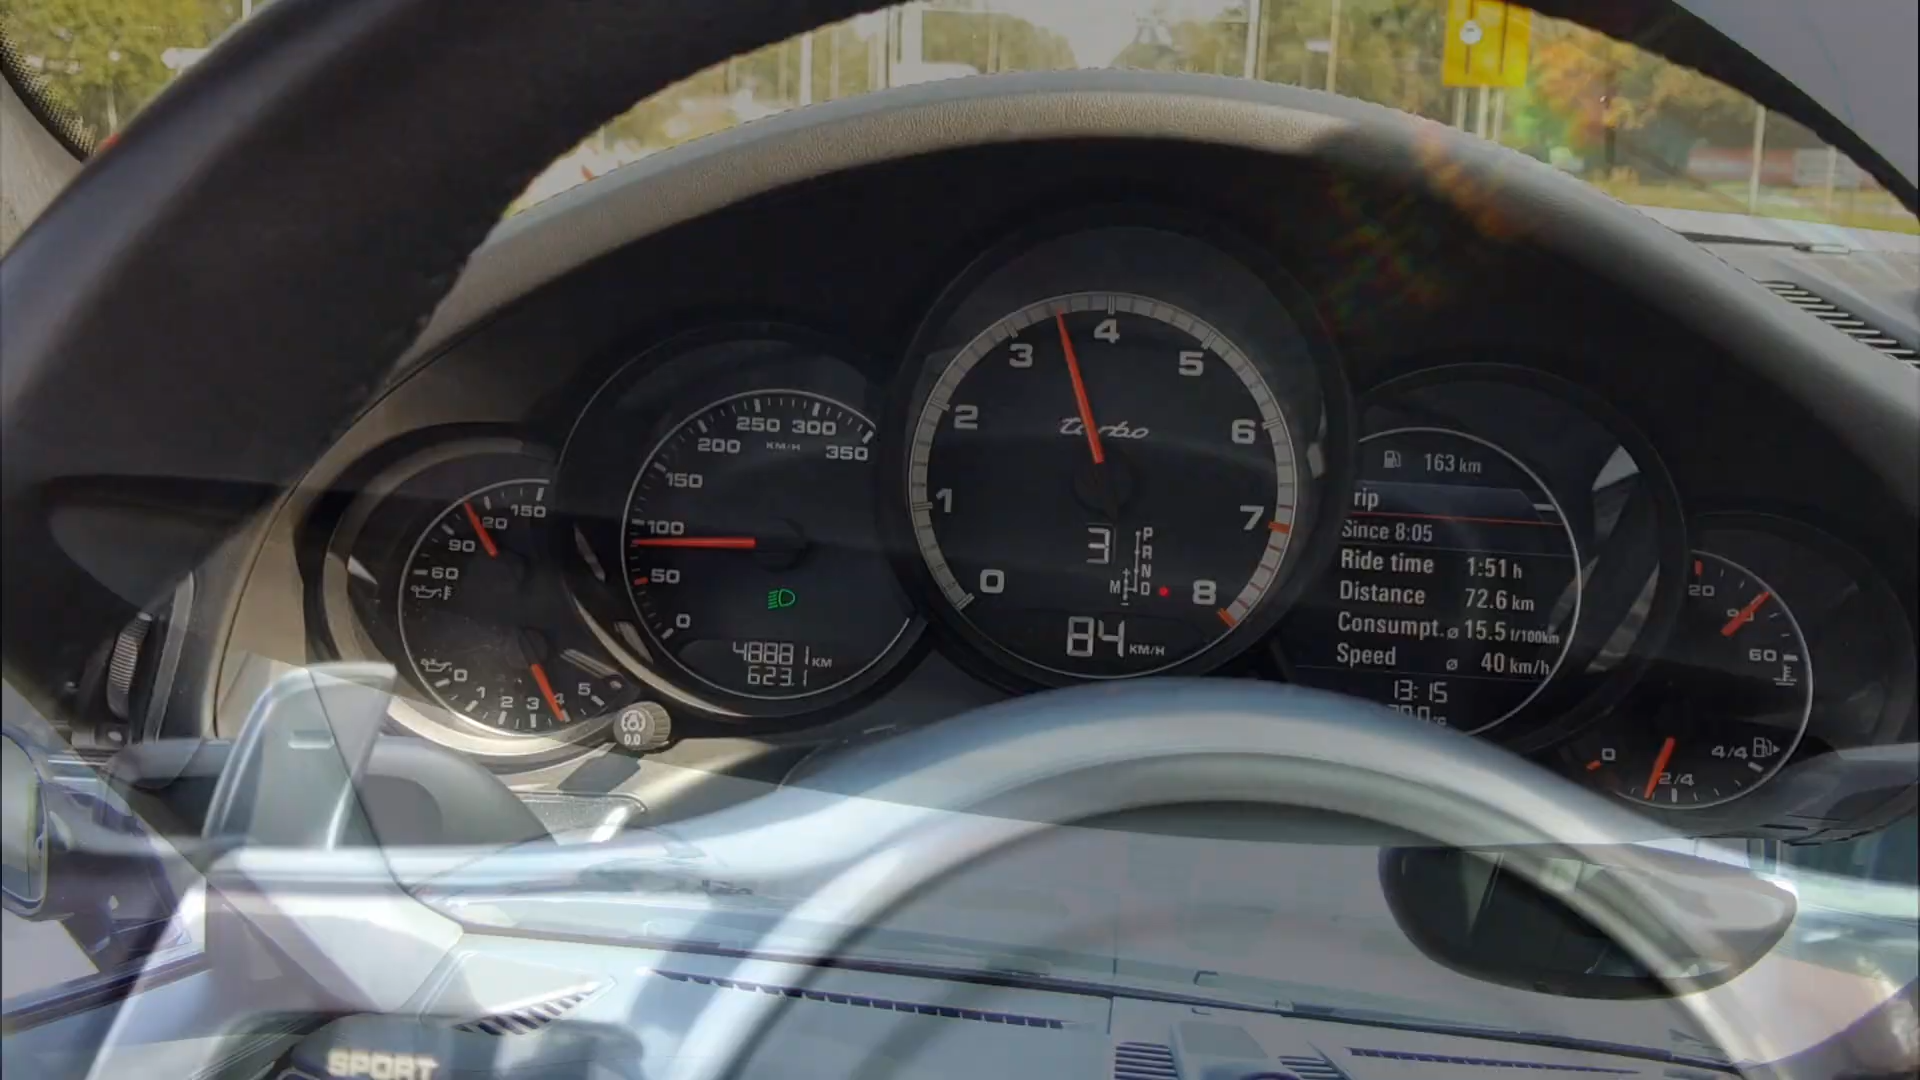 150
120
90
60
0
1
2
3
4
5
0.0
250 300
200 KM/H 350
150
100
50
0
48881 KM
623.1
4
3 5
turbo
2 6
1 7
0 8
3
P
R
N
D
M
+
-
84 KM/H
163 km
rip
Since 8:05
Ride time 1:51 h
Distance 72.6 km
Consumpt. ø 15.5 l/100km
Speed ø 40 km/h
13:15
60
0
2/4
4/4
SPORT